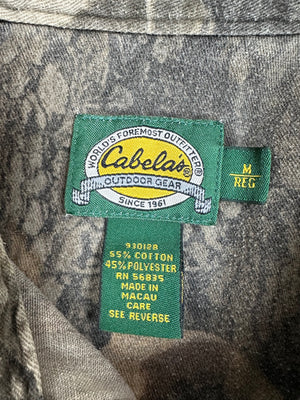 WORLD'S FOREMOST OUTFITTER
Cabela's
OUTDOOR GEAR
SINCE 1961
M
REG
93012R
55% COTTON
45% POLYESTER
RN 56835
MADE IN
MACAU
CARE
SEE REVERSE